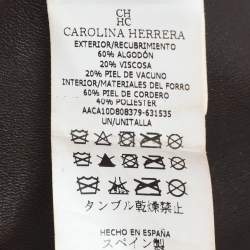 CH
HC
CAROLINA HERRERA
EXTERIOR/RECUBRIMIENTO
60% ALGODÓN
20% VISCOSA
20% PIEL DE VACUNO
INTERIOR/MATERIALES DEL FORRO
60% PIEL DE CORDERO
40% POLIESTER
AACA10D808379-631535
UN/UNITALLA
タンブル乾燥禁止
HECHO EN ESPAÑA
スペイン製